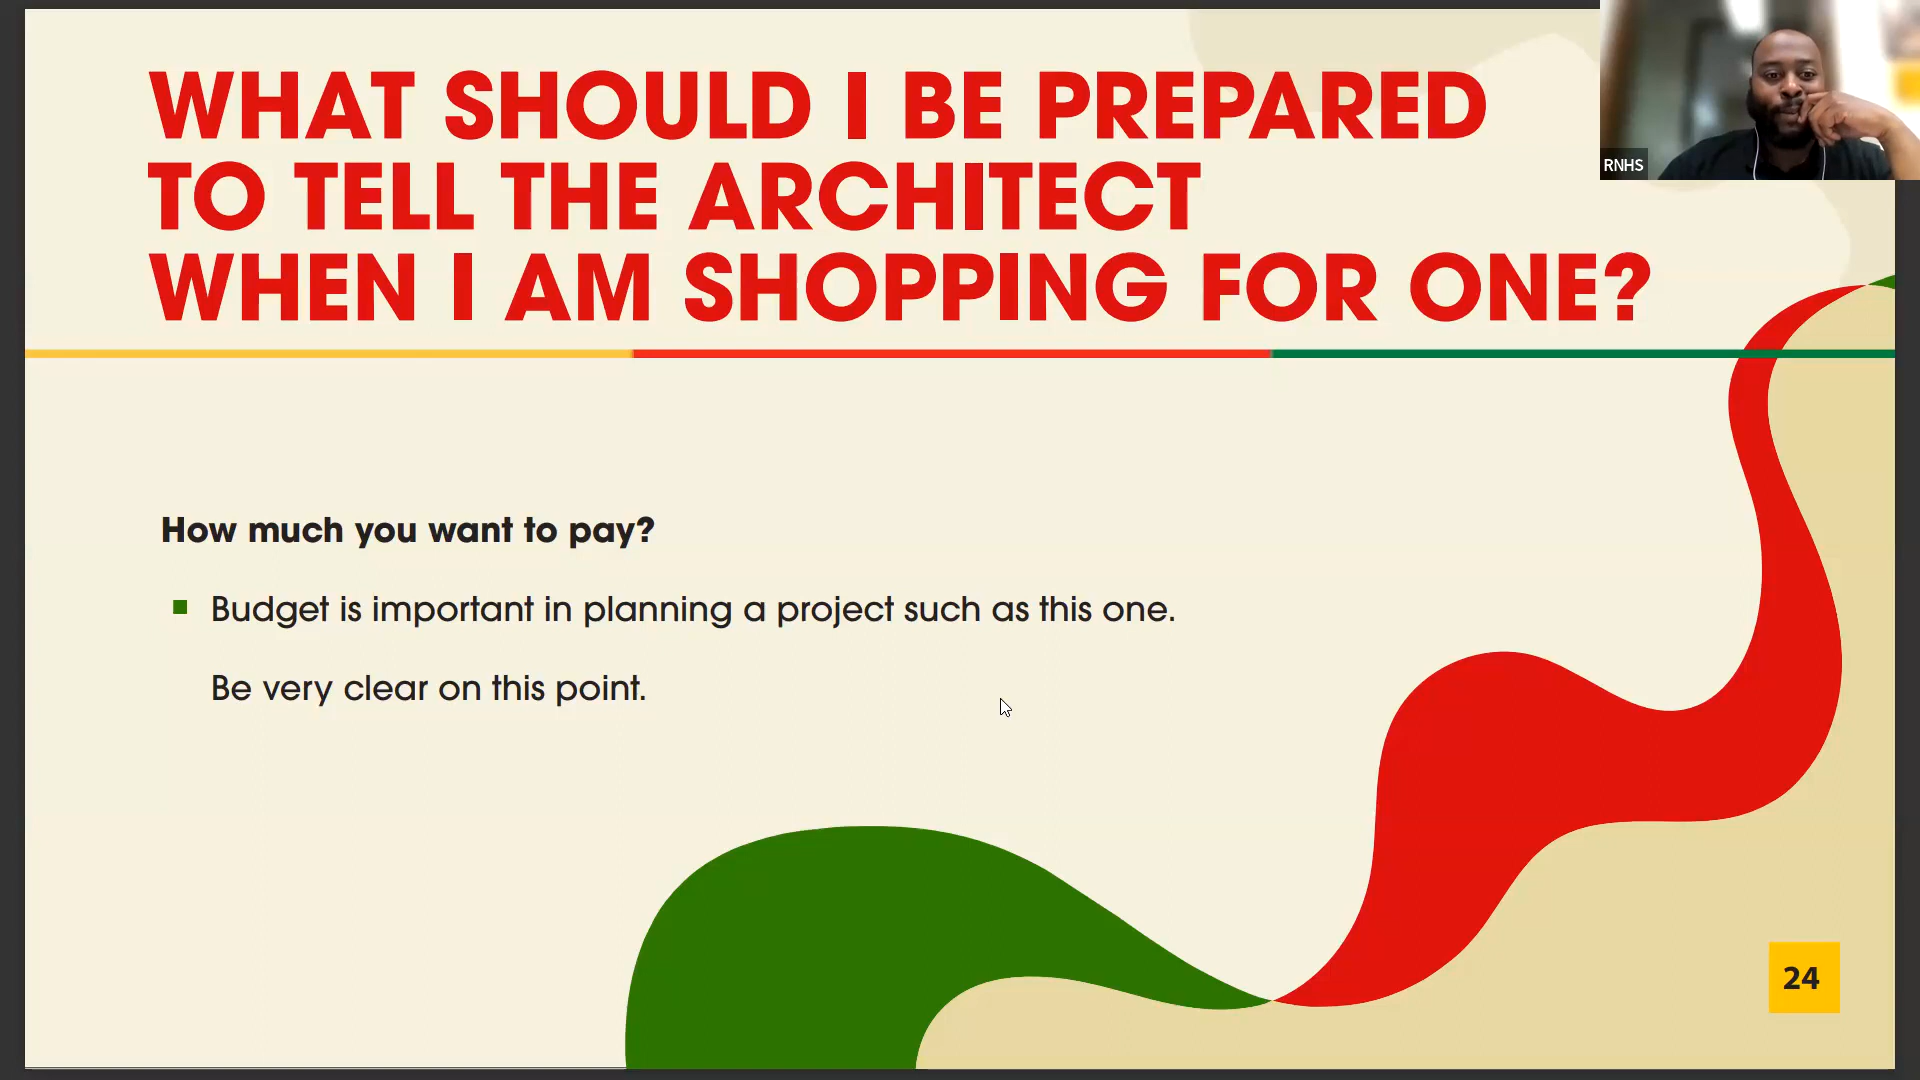 WHAT SHOULD I BE PREPARED
TO TELL THE ARCHITECT
WHEN I AM SHOPPING FOR ONE?
RNHS
How much you want to pay?
Budget is important in planning a project such as this one.
Be very clear on this point.
24